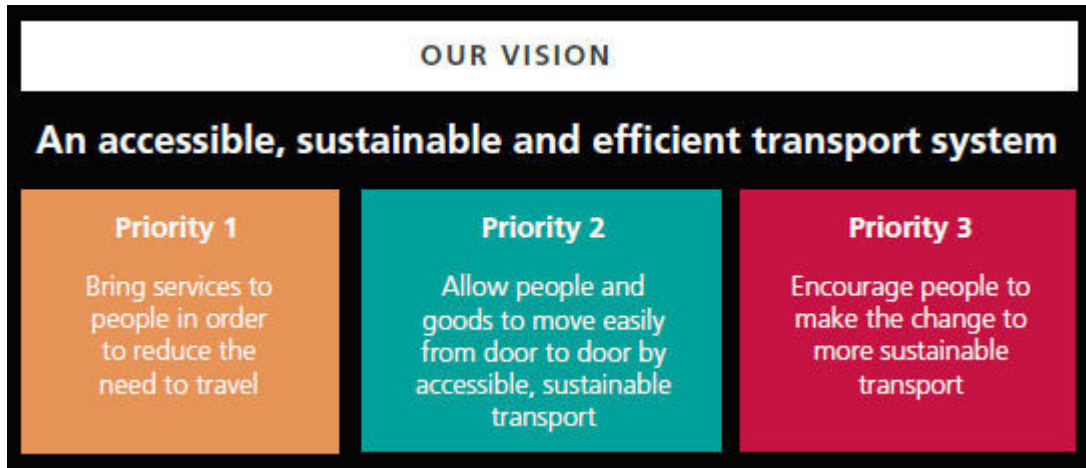 OUR VISION
An accessible, sustainable and efficient transport system
Priority 1
Bring services to
people in order
to reduce the
need to travel
Priority 2
Allow people and
goods to move easily
from door to door by
accessible, sustainable
transport
Priority 3
Encourage people to
make the change to
more sustainable
transport